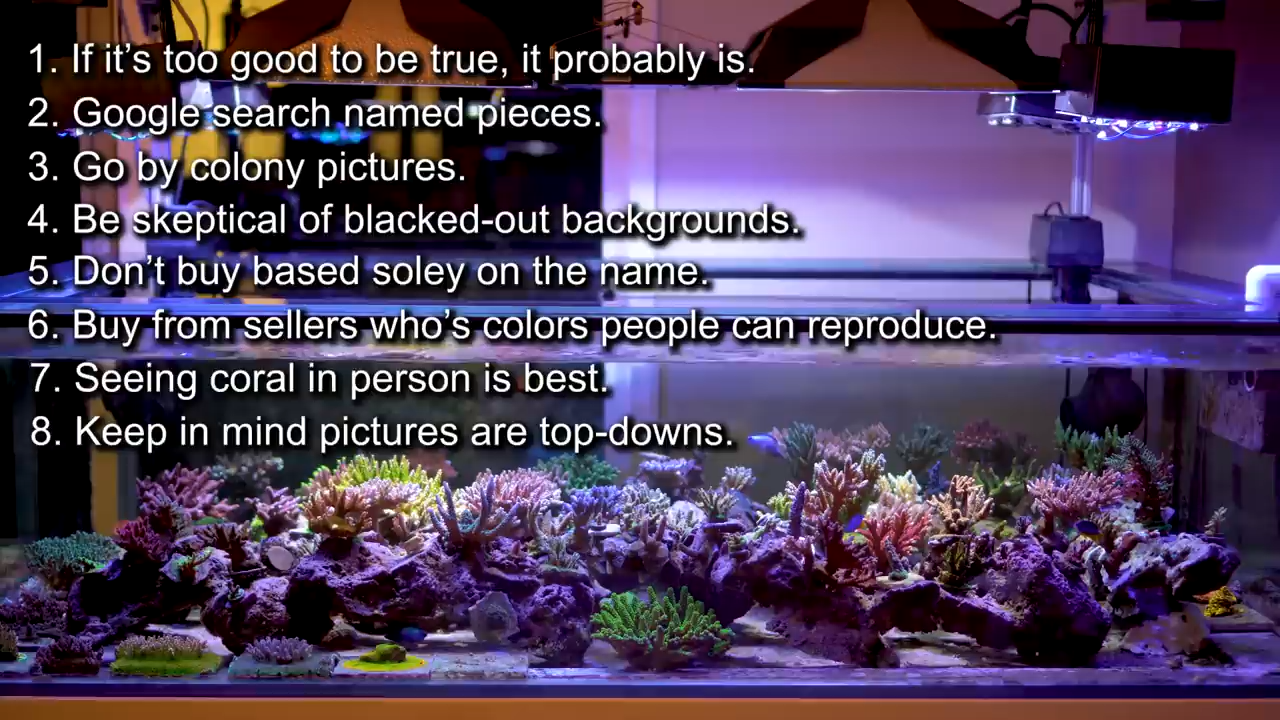 1. If it’s too good to be true, it probably is.
2. Google search named pieces.
3. Go by colony pictures.
4. Be skeptical of blacked-out backgrounds.
5. Don’t buy based soley on the name.
6. Buy from sellers who’s colors people can reproduce.
7. Seeing coral in person is best.
8. Keep in mind pictures are top-downs.